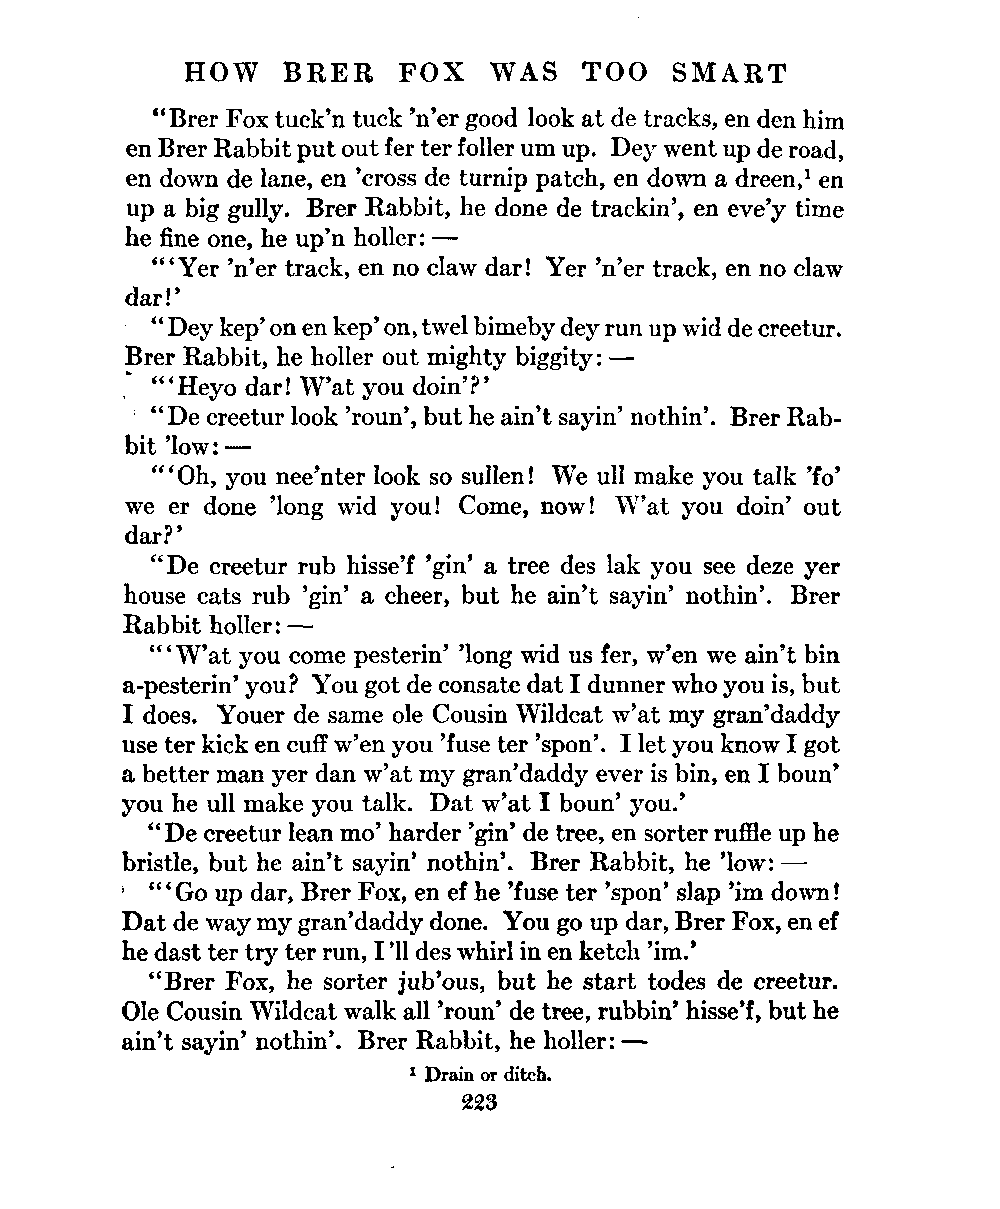 HOW BRER FOX WAS TOO SMART
“Brer Fox tuck’n tuck ’n’er good look at de tracks, en den him
en Brer Rabbit put out fer ter foller um up. Dey went up de road,
en down de lane, en ’cross de turnip patch, en down a dreen,¹ en
up a big gully. Brer Rabbit, he done de trackin’, en eve’y time
he fine one, he up’n holler: —
“‘Yer ’n’er track, en no claw dar! Yer ’n’er track, en no claw
dar!’
“Dey kep’ on en kep’ on, twel bimeby dey run up wid de creetur.
Brer Rabbit, he holler out mighty biggity: —
“‘Heyo dar! W’at you doin’?’
“De creetur look ’roun’, but he ain’t sayin’ nothin’. Brer Rab-
bit ’low: —
“‘Oh, you nee’nter look so sullen! We ull make you talk ’fo’
we er done ’long wid you! Come, now! W’at you doin’ out
dar?’
“De creetur rub hisse’f ’gin’ a tree des lak you see deze yer
house cats rub ’gin’ a cheer, but he ain’t sayin’ nothin’. Brer
Rabbit holler: —
“‘W’at you come pesterin’ ’long wid us fer, w’en we ain’t bin
a-pesterin’ you? You got de consate dat I dunner who you is, but
I does. Youer de same ole Cousin Wildcat w’at my gran’daddy
use ter kick en cuff w’en you ’fuse ter ’spon’. I let you know I got
a better man yer dan w’at my gran’daddy ever is bin, en I boun’
you he ull make you talk. Dat w’at I boun’ you.’
“De creetur lean mo’ harder ’gin’ de tree, en sorter ruffle up he
bristle, but he ain’t sayin’ nothin’. Brer Rabbit, he ’low: —
“‘Go up dar, Brer Fox, en ef he ’fuse ter ’spon’ slap ’im down!
Dat de way my gran’daddy done. You go up dar, Brer Fox, en ef
he dast ter try ter run, I ’ll des whirl in en ketch ’im.’
“Brer Fox, he sorter jub’ous, but he start todes de creetur.
Ole Cousin Wildcat walk all ’roun’ de tree, rubbin’ hisse’f, but he
ain’t sayin’ nothin’. Brer Rabbit, he holler: —
¹ Drain or ditch.
223